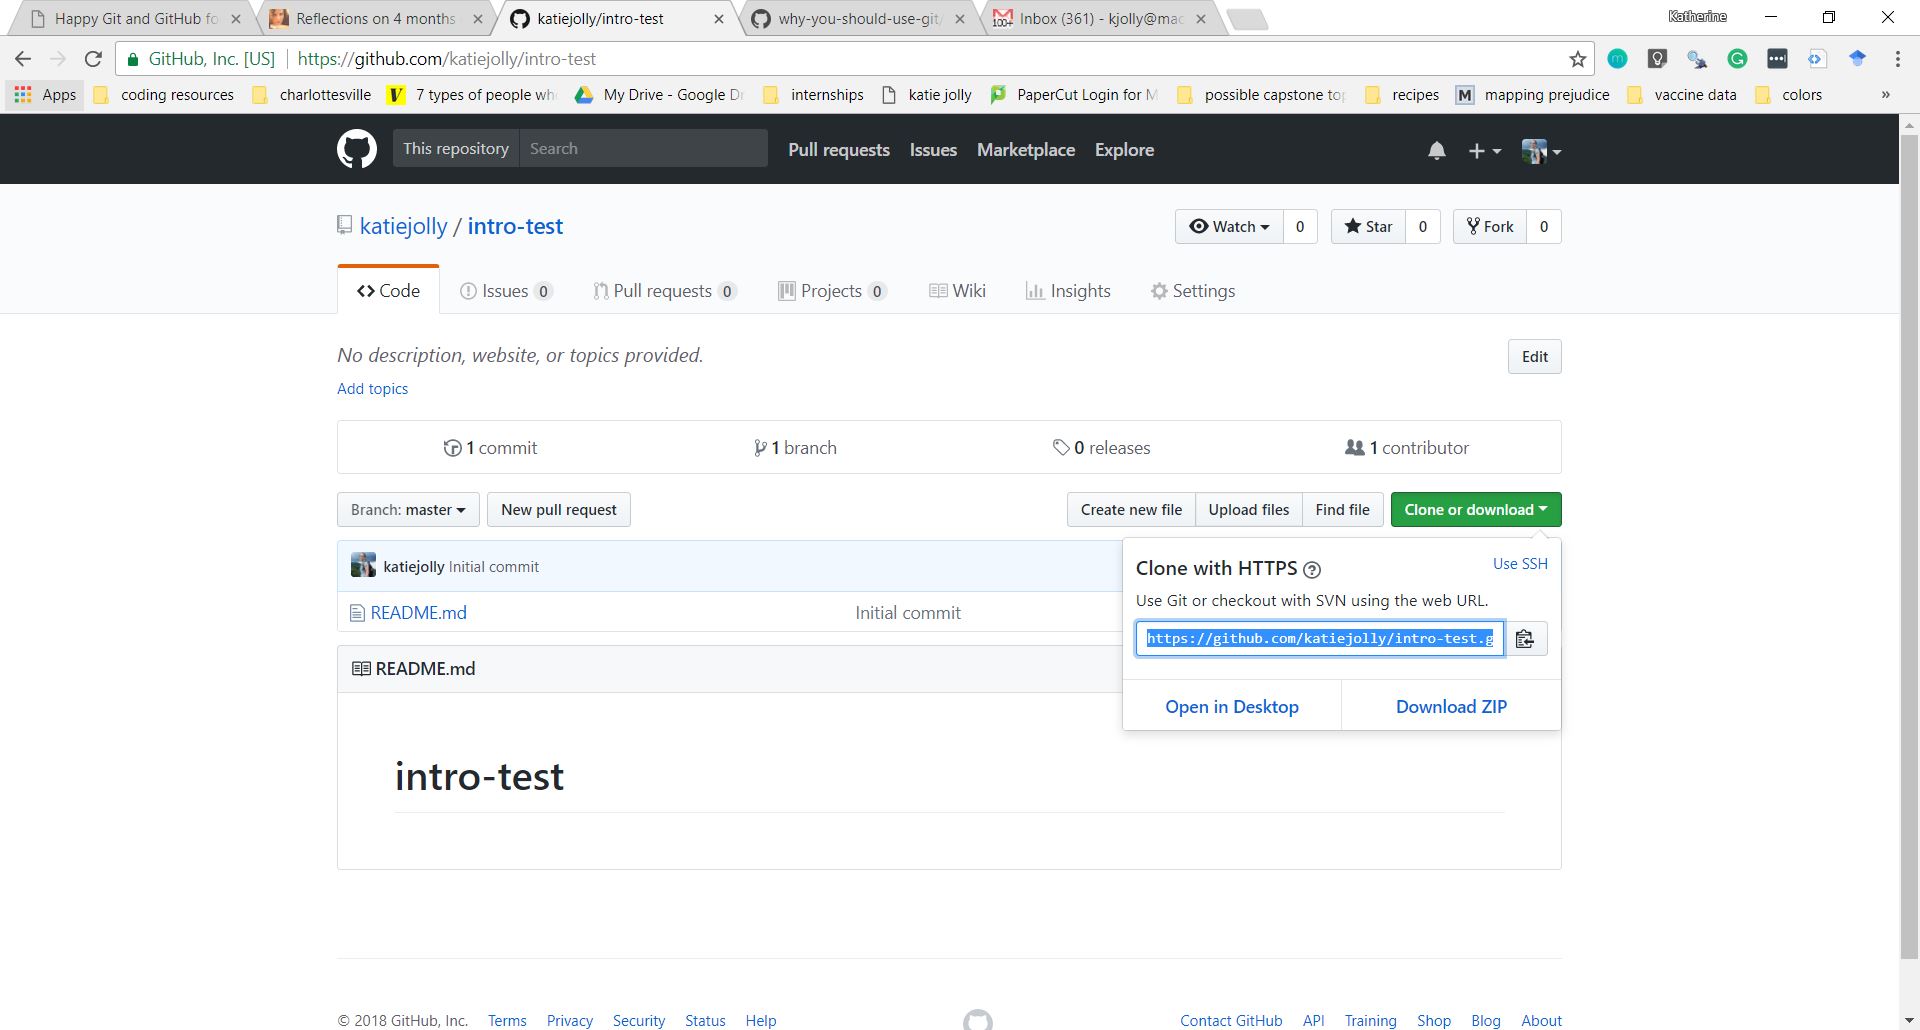 Happy Git and GitHub fo
Reflections on 4 months
katiejolly/intro-test
why-you-should-use-git/
Inbox (361) - kjolly@mac
Katherine
GitHub, Inc. [US] https://github.com/katiejolly/intro-test
Apps coding resources charlottesville 7 types of people wh My Drive - Google Dr internships katie jolly PaperCut Login for M possible capstone top recipes mapping prejudice vaccine data colors »
This repository Search Pull requests Issues Marketplace Explore
katiejolly / intro-test
Watch 0 Star 0 Fork 0
Code Issues 0 Pull requests 0 Projects 0 Wiki Insights Settings
No description, website, or topics provided.
Edit
Add topics
1 commit 1 branch 0 releases 1 contributor
Branch: master New pull request Create new file Upload files Find file Clone or download
katiejolly Initial commit
README.md Initial commit
Clone with HTTPS
Use SSH
Use Git or checkout with SVN using the web URL.
https://github.com/katiejolly/intro-test.g
Open in Desktop Download ZIP
README.md
intro-test
© 2018 GitHub, Inc. Terms Privacy Security Status Help Contact GitHub API Training Shop Blog About